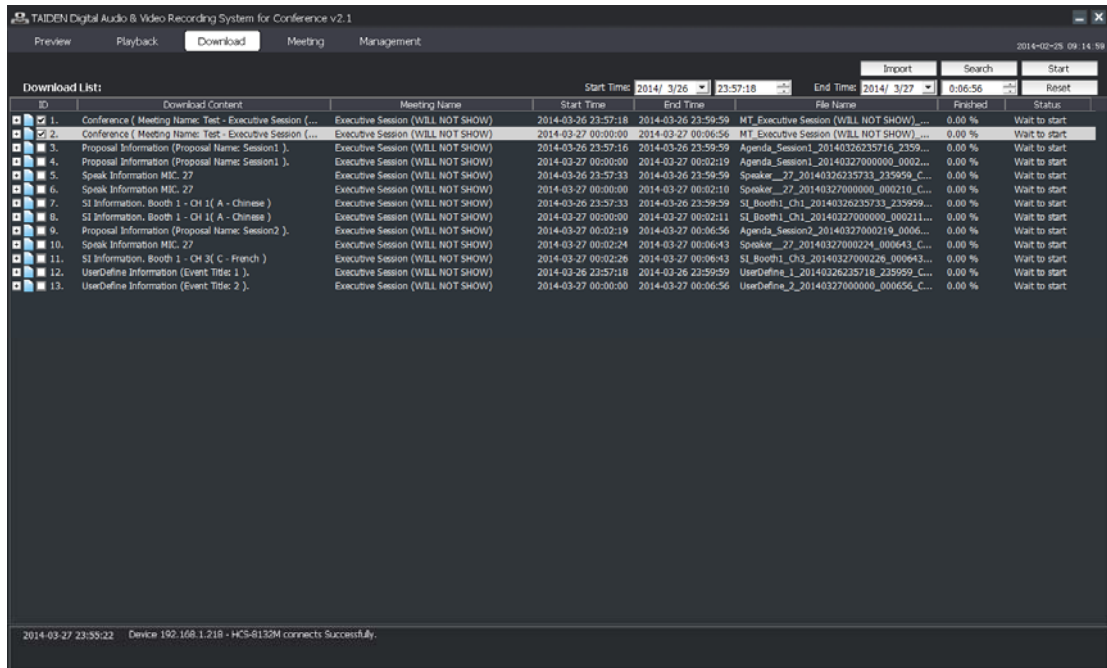 TAIDEN Digital Audio & Video Recording System for Conference v2.1
Preview Playback Download Meeting Management
2014-02-25 09:14:59
Import Search Start
Download List: Start Time: 2014/ 3/26 23:57:18 End Time: 2014/ 3/27 0:06:56 Reset
ID Download Content Meeting Name Start Time End Time File Name Finished Status
1. Conference ( Meeting Name: Test - Executive Session (... Executive Session (WILL NOT SHOW) 2014-03-26 23:57:18 2014-03-26 23:59:59 MT_Executive Session (WILL NOT SHOW)_... 0.00 % Wait to start
2. Conference ( Meeting Name: Test - Executive Session (... Executive Session (WILL NOT SHOW) 2014-03-27 00:00:00 2014-03-27 00:06:56 MT_Executive Session (WILL NOT SHOW)_... 0.00 % Wait to start
3. Proposal Information (Proposal Name: Session1 ). Executive Session (WILL NOT SHOW) 2014-03-26 23:57:16 2014-03-26 23:59:59 Agenda_Session1_20140326235716_2359... 0.00 % Wait to start
4. Proposal Information (Proposal Name: Session1 ). Executive Session (WILL NOT SHOW) 2014-03-27 00:00:00 2014-03-27 00:02:19 Agenda_Session1_20140327000000_0002... 0.00 % Wait to start
5. Speak Information MIC. 27 Executive Session (WILL NOT SHOW) 2014-03-26 23:57:33 2014-03-26 23:59:59 Speaker__27_20140326235733_235959_C... 0.00 % Wait to start
6. Speak Information MIC. 27 Executive Session (WILL NOT SHOW) 2014-03-27 00:00:00 2014-03-27 00:02:10 Speaker__27_20140327000000_000210_C... 0.00 % Wait to start
7. SI Information. Booth 1 - CH 1( A - Chinese ) Executive Session (WILL NOT SHOW) 2014-03-26 23:57:33 2014-03-26 23:59:59 SI_Booth1_Ch1_20140326235733_235959... 0.00 % Wait to start
8. SI Information. Booth 1 - CH 1( A - Chinese ) Executive Session (WILL NOT SHOW) 2014-03-27 00:00:00 2014-03-27 00:02:11 SI_Booth1_Ch1_20140327000000_000211... 0.00 % Wait to start
9. Proposal Information (Proposal Name: Session2 ). Executive Session (WILL NOT SHOW) 2014-03-27 00:02:19 2014-03-27 00:06:56 Agenda_Session2_20140327000219_0006... 0.00 % Wait to start
10. Speak Information MIC. 27 Executive Session (WILL NOT SHOW) 2014-03-27 00:02:24 2014-03-27 00:06:43 Speaker__27_20140327000224_000643_C... 0.00 % Wait to start
11. SI Information. Booth 1 - CH 3( C - French ) Executive Session (WILL NOT SHOW) 2014-03-27 00:02:26 2014-03-27 00:06:43 SI_Booth1_Ch3_20140327000226_000643... 0.00 % Wait to start
12. UserDefine Information (Event Title: 1 ). Executive Session (WILL NOT SHOW) 2014-03-26 23:57:18 2014-03-26 23:59:59 UserDefine_1_20140326235718_235959_C... 0.00 % Wait to start
13. UserDefine Information (Event Title: 2 ). Executive Session (WILL NOT SHOW) 2014-03-27 00:00:00 2014-03-27 00:06:56 UserDefine_2_20140327000000_000656_C... 0.00 % Wait to start
2014-03-27 23:55:22 Device 192.168.1.218 - HCS-8132M connects Successfully.